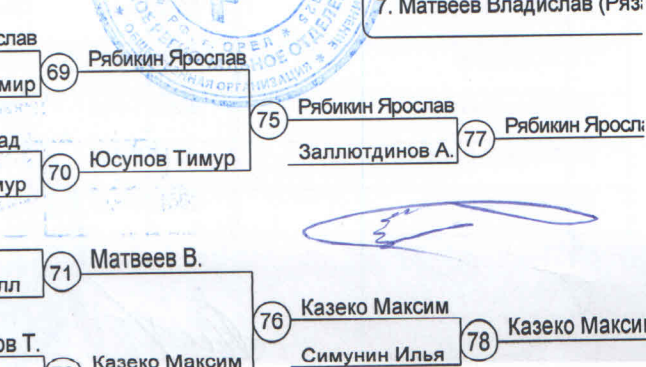 7. Матвеев Владислав (Ряз
слав
69
Рябикин Ярослав
мир
75
Рябикин Ярослав
77
Рябикин Яросл
Заллютдинов А.
ад
70
Юсупов Тимур
мур
71
Матвеев В.
лл
76
Казеко Максим
78
Казеко Макси
Симунин Илья
ов Т.
Казеко Максим